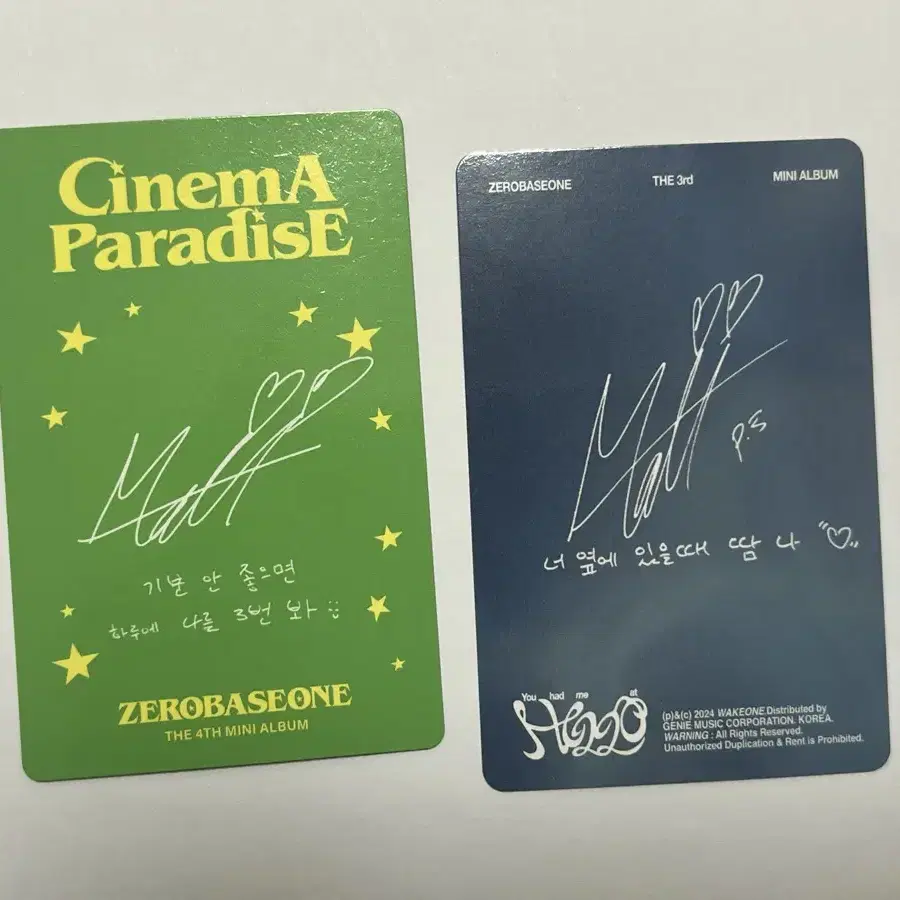 CinemA
ParadisE
Matt
기분 안 좋으면
하루에 나를 3번 봐
ZEROBASEONE
THE 4TH MINI ALBUM
ZEROBASEONE THE 3rd MINI ALBUM
Matt
P.S
너 옆에 있을때 땀 나
You had me at
HELLO
(p)&(c) 2024 WAKEONE.Distributed by
GENIE MUSIC CORPORATION. KOREA.
WARNING : All Rights Reserved.
Unauthorized Duplication & Rent is Prohibited.